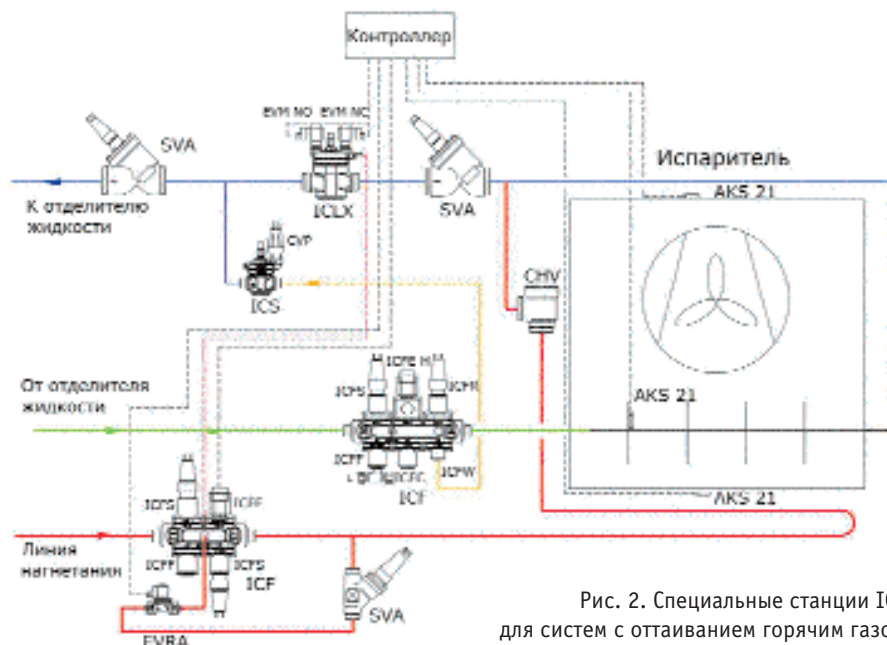 Контроллер
EVM NO EVM NC
SVA
ICLX
SVA
Испаритель
AKS 21
К отделителю
жидкости
CVP
ICS
CHV
От отделителя
жидкости
ICFS
ICFE H
ICFR
AKS 21
ICFF
ICFC
ICFW
ICF
AKS 21
ICFS
ICFE
Линия
нагнетания
ICFF
ICFS
ICF
SVA
EVRA
Рис. 2. Специальные станции IC
для систем с оттаиванием горячим газо